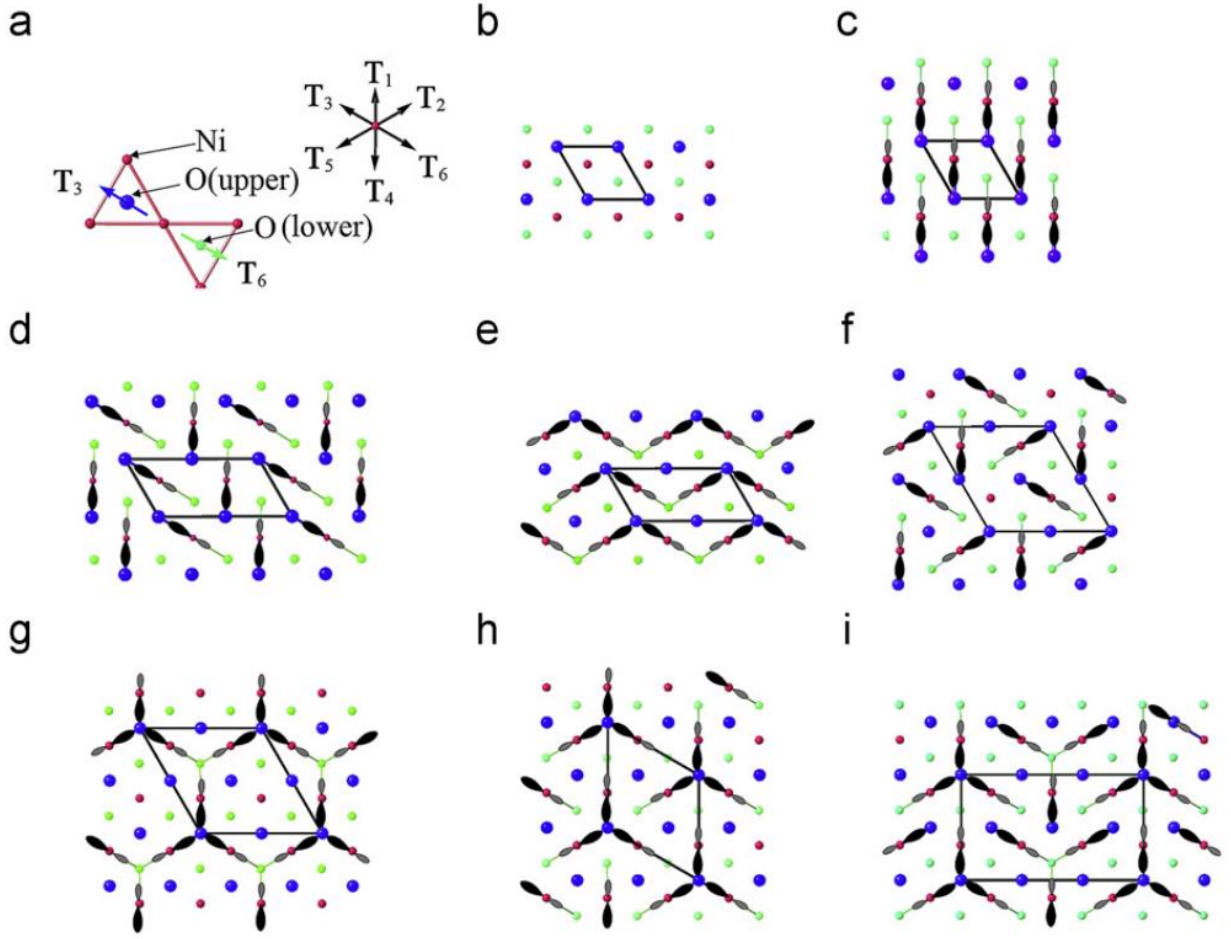 a
b
c
T₁
T₃
T₂
T₅
T₆
T₄
Ni
T₃
O(upper)
O (lower)
T₆
d
e
f
g
h
i